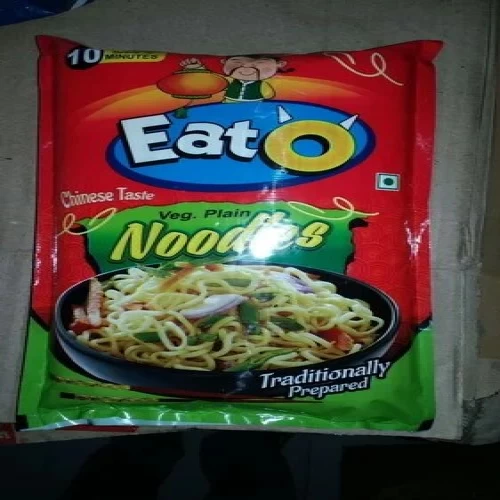 10
MINUTES
EatO
Chinese Taste
Veg. Plain
Noodles
Traditionally
Prepared